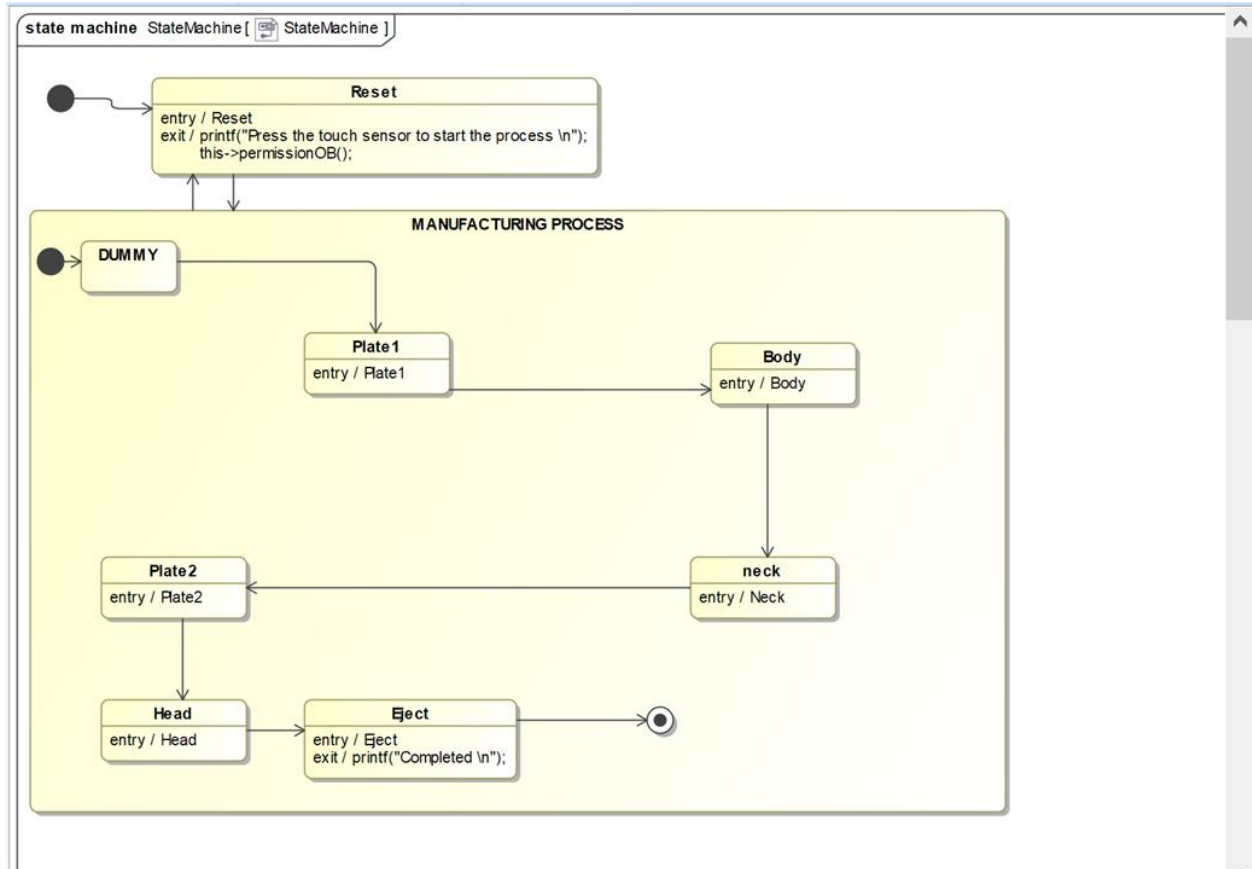 state machine StateMachine [ StateMachine ]
Reset
entry / Reset
exit / printf("Press the touch sensor to start the process \n");
this->permissionOB();
MANUFACTURING PROCESS
DUMMY
Plate1
entry / Plate1
Body
entry / Body
Plate2
entry / Plate2
neck
entry / Neck
Head
entry / Head
Eject
entry / Eject
exit / printf("Completed \n");